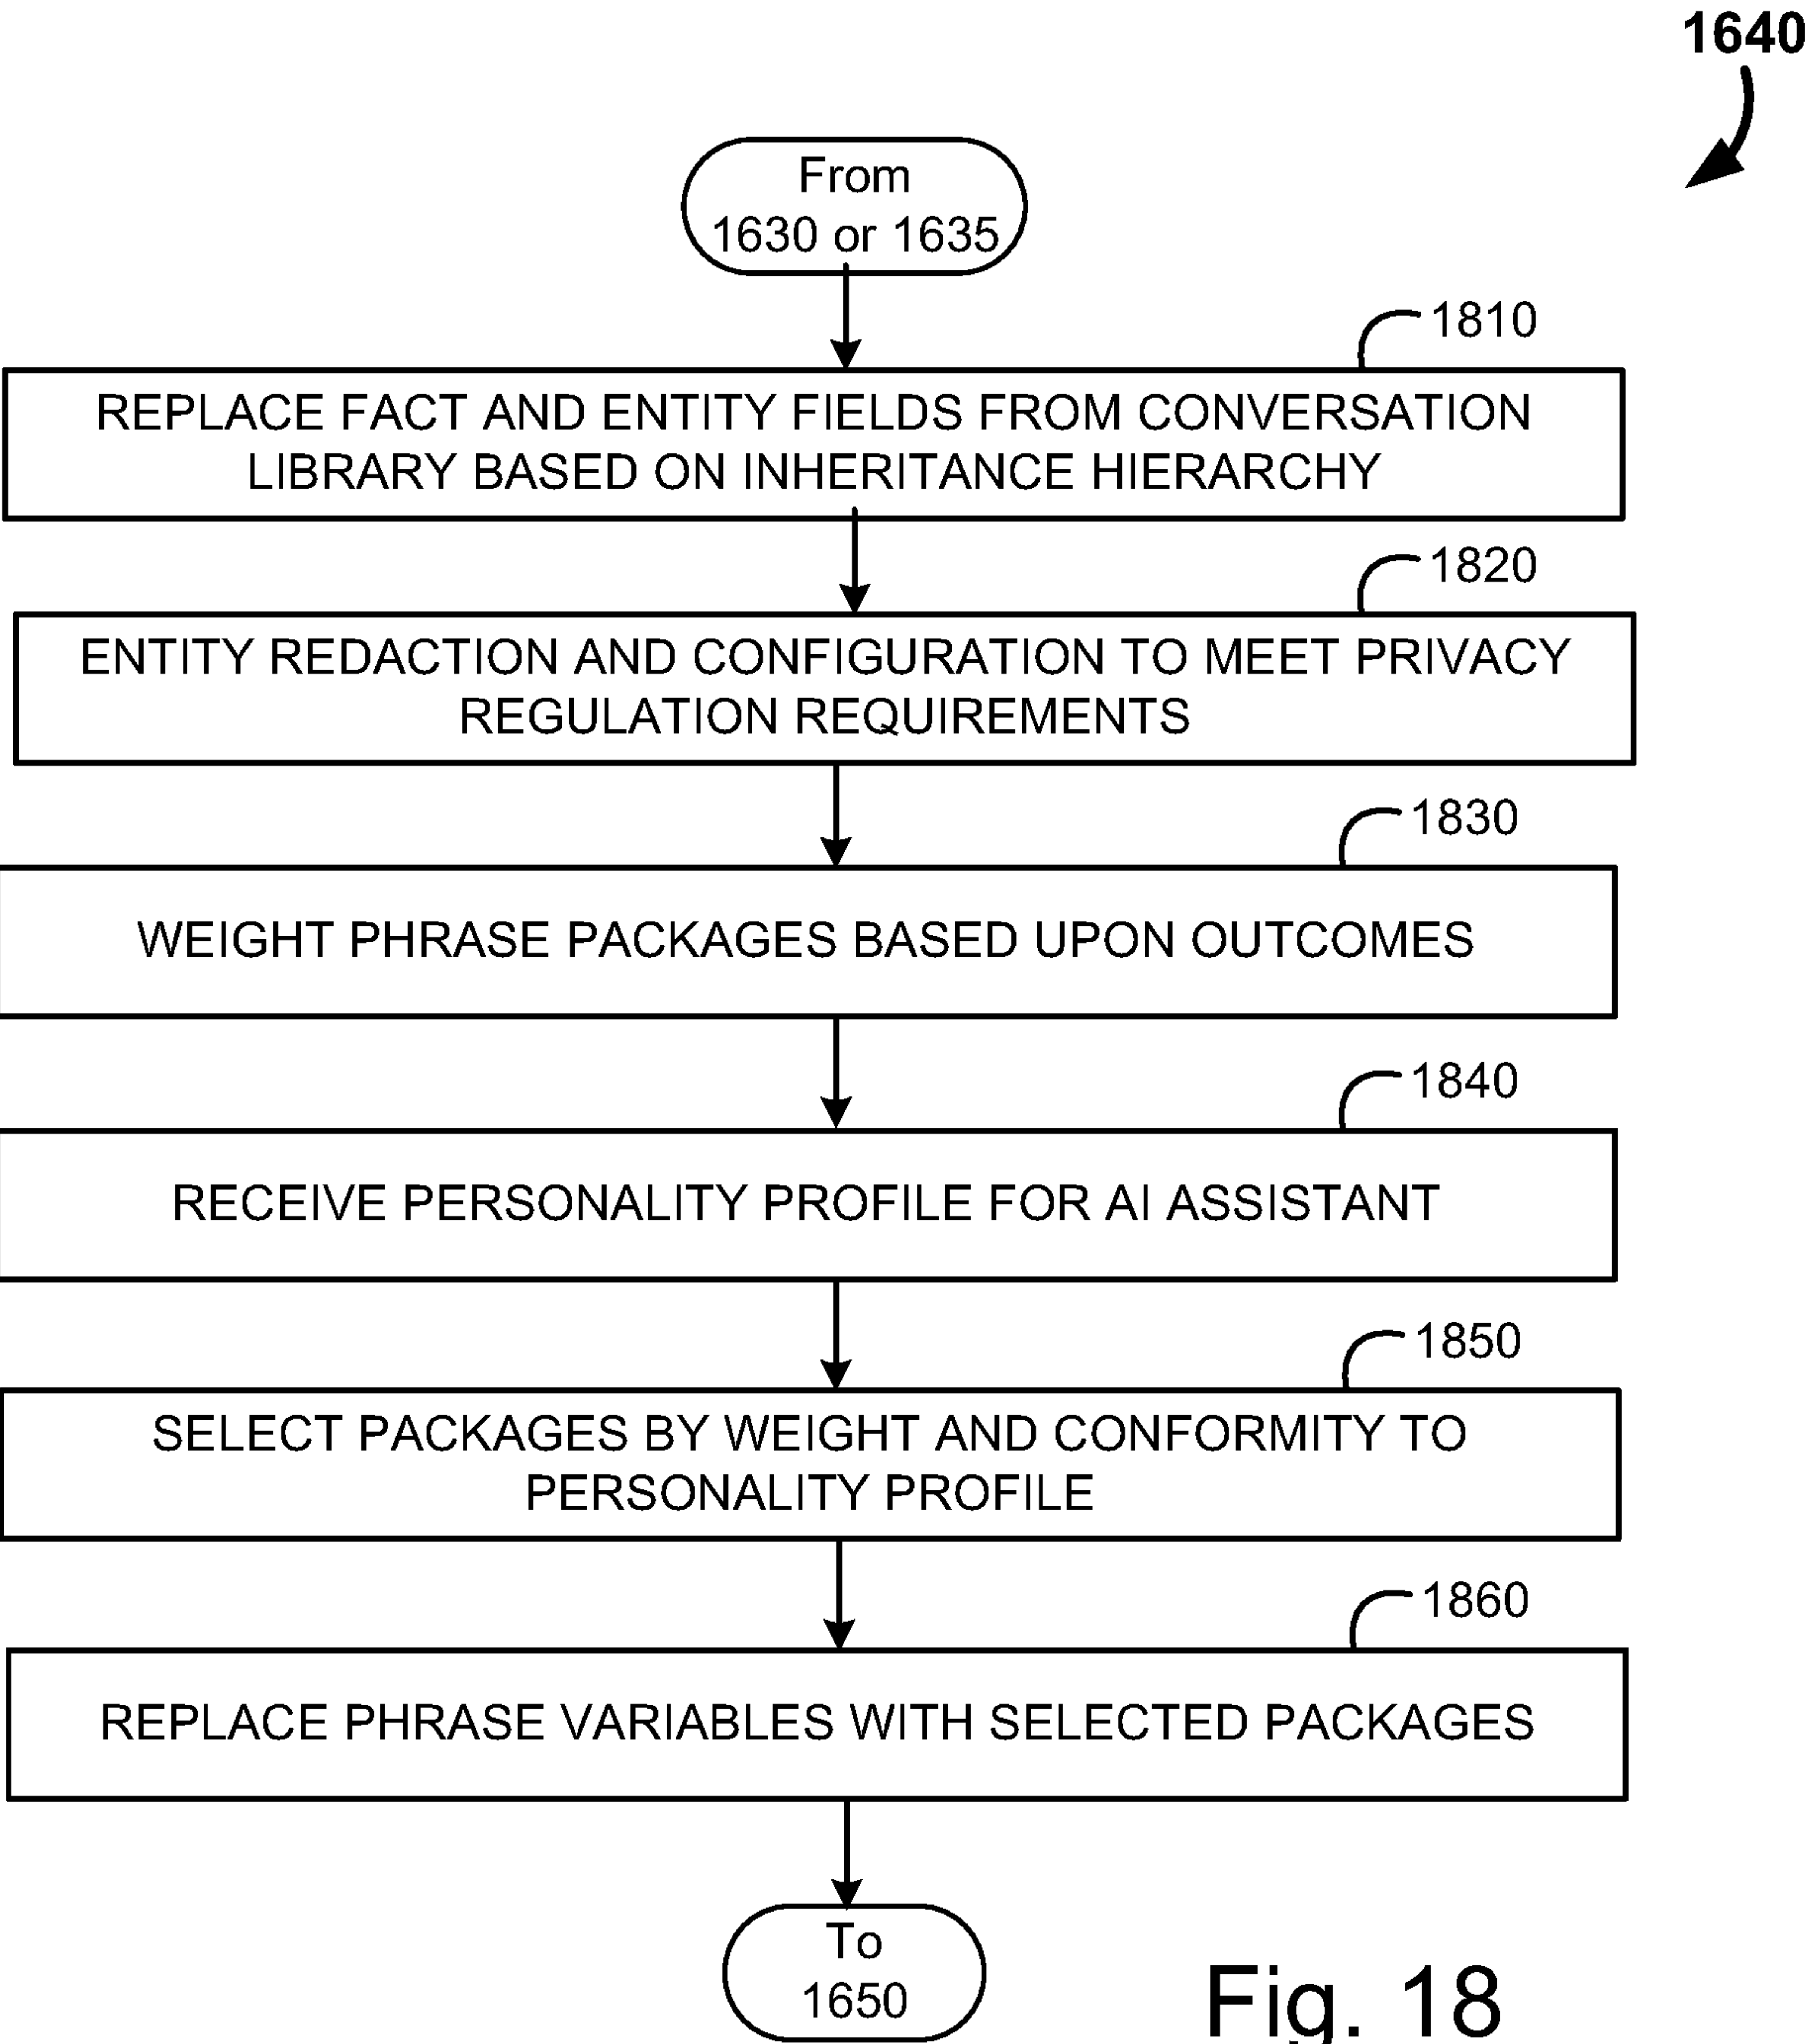 1640
From
1630 or 1635
1810
REPLACE FACT AND ENTITY FIELDS FROM CONVERSATION
LIBRARY BASED ON INHERITANCE HIERARCHY
1820
ENTITY REDACTION AND CONFIGURATION TO MEET PRIVACY
REGULATION REQUIREMENTS
1830
WEIGHT PHRASE PACKAGES BASED UPON OUTCOMES
1840
RECEIVE PERSONALITY PROFILE FOR AI ASSISTANT
1850
SELECT PACKAGES BY WEIGHT AND CONFORMITY TO
PERSONALITY PROFILE
1860
REPLACE PHRASE VARIABLES WITH SELECTED PACKAGES
To
1650
Fig. 18